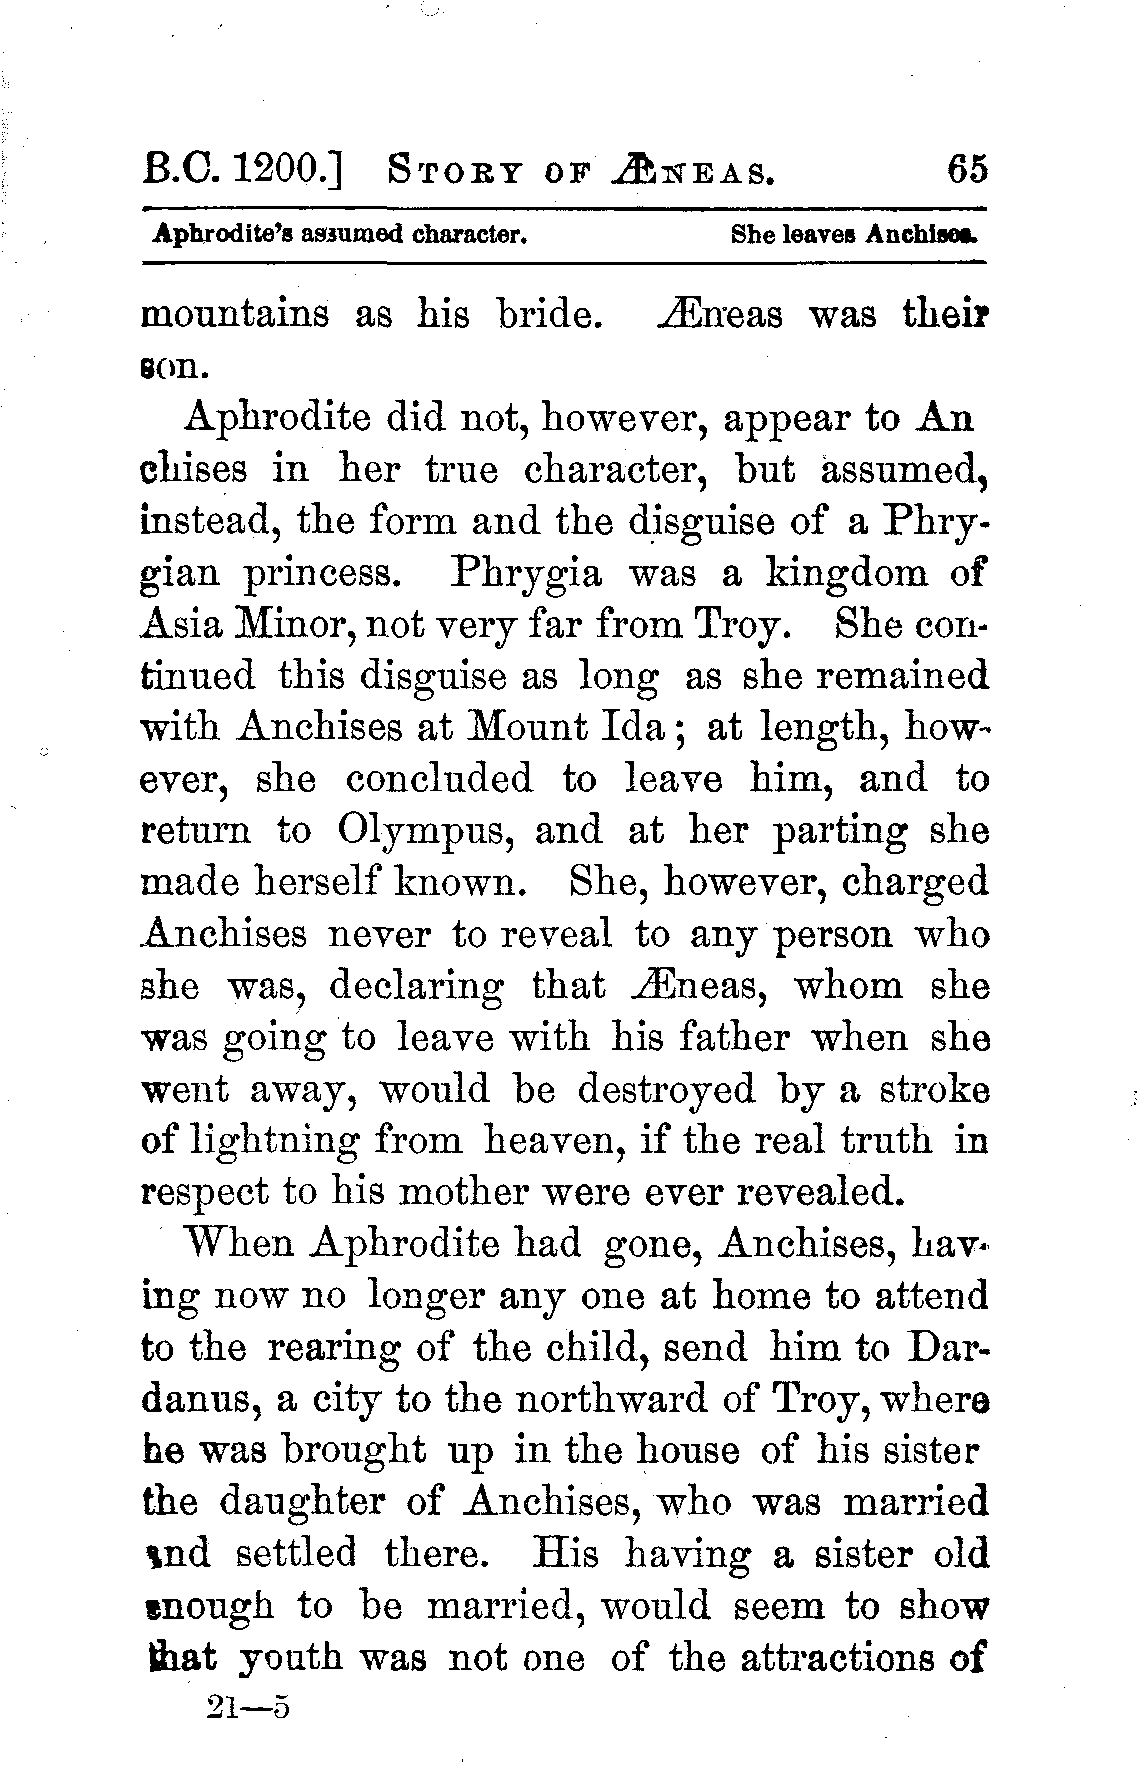 B.C. 1200.] STORY OF ÆNEAS. 65
Aphrodite's assumed character. She leaves Anchises.
mountains as his bride. Æneas was their
son.
Aphrodite did not, however, appear to An
chises in her true character, but assumed,
instead, the form and the disguise of a Phry-
gian princess. Phrygia was a kingdom of
Asia Minor, not very far from Troy. She con-
tinued this disguise as long as she remained
with Anchises at Mount Ida; at length, how-
ever, she concluded to leave him, and to
return to Olympus, and at her parting she
made herself known. She, however, charged
Anchises never to reveal to any person who
she was, declaring that Æneas, whom she
was going to leave with his father when she
went away, would be destroyed by a stroke
of lightning from heaven, if the real truth in
respect to his mother were ever revealed.
When Aphrodite had gone, Anchises, hav-
ing now no longer any one at home to attend
to the rearing of the child, send him to Dar-
danus, a city to the northward of Troy, where
he was brought up in the house of his sister
the daughter of Anchises, who was married
and settled there. His having a sister old
enough to be married, would seem to show
that youth was not one of the attractions of
21—5